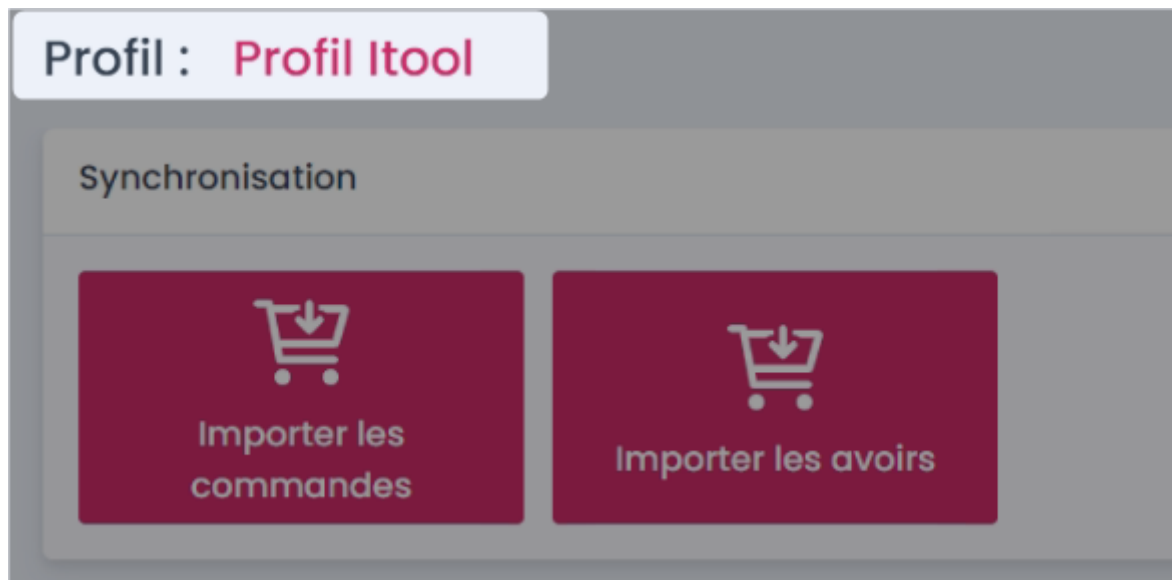 Profil : Profil Itool
Synchronisation
Importer les
commandes
Importer les avoirs